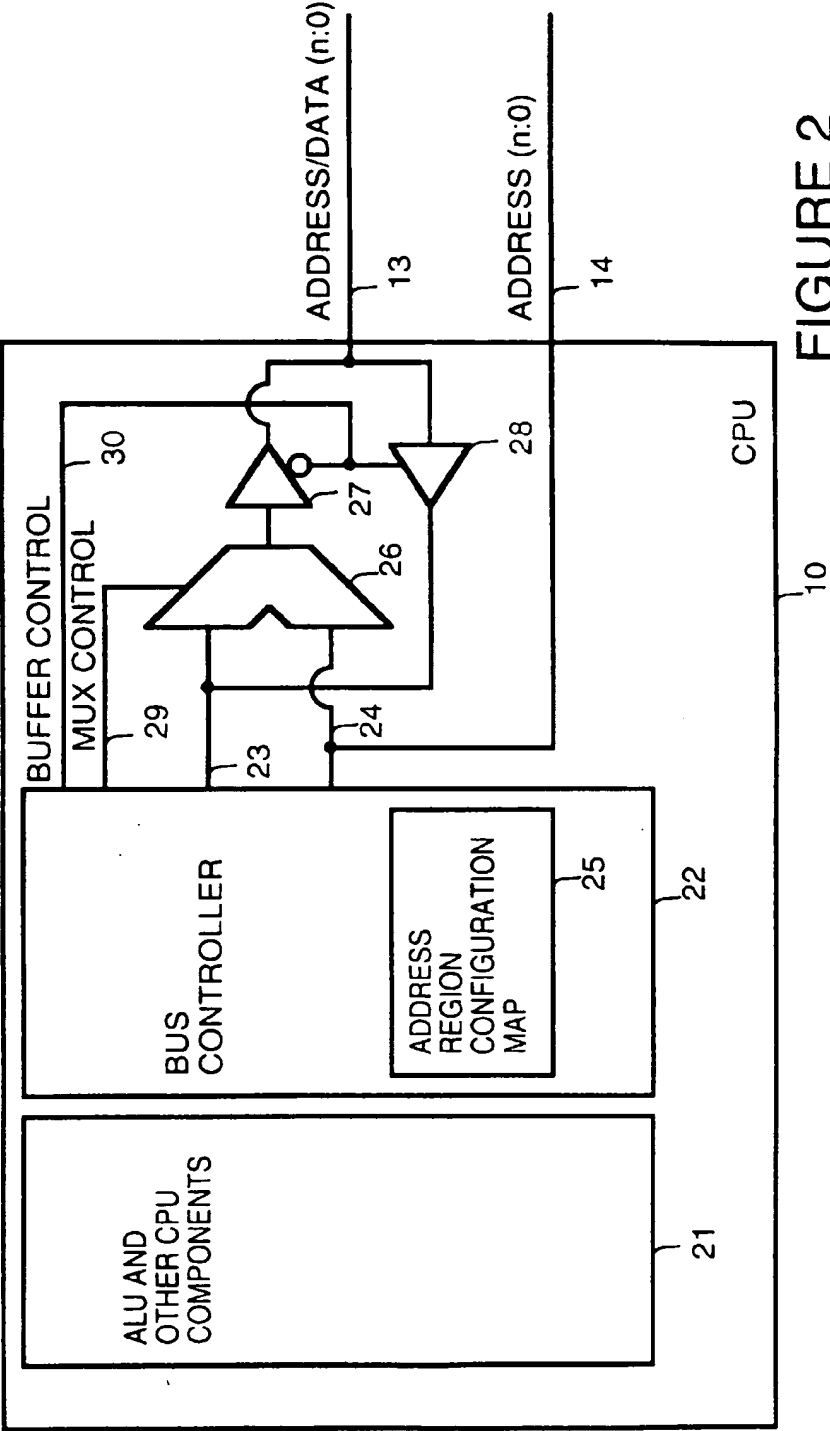 ALU AND
OTHER CPU
COMPONENTS
21
BUS
CONTROLLER
ADDRESS
REGION
CONFIGURATION
MAP
25
22
BUFFER CONTROL
MUX CONTROL
29
30
23
24
26
27
28
CPU
10
ADDRESS/DATA (n:0)
13
ADDRESS (n:0)
14
FIGURE 2